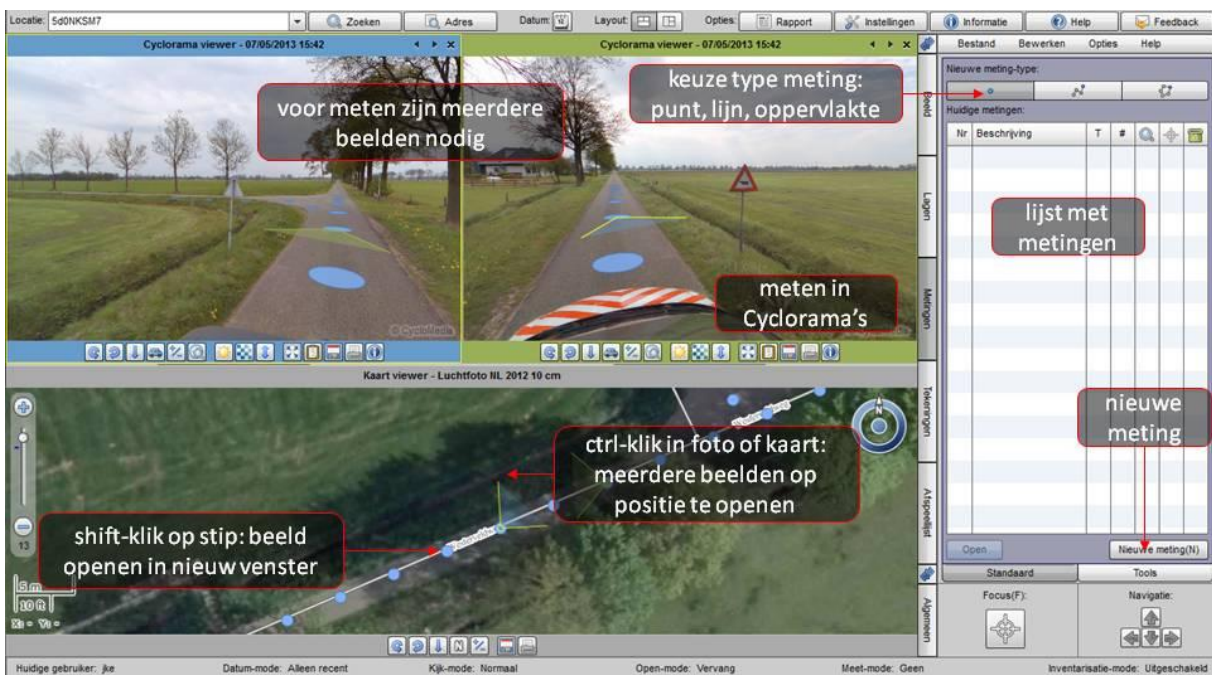 Locatie: 5d0NKSM7 Zoeken Adres Datum: Layout: Opties: Rapport Instellingen Informatie Help Feedback
Cyclorama viewer - 07/05/2013 15:42
Cyclorama viewer - 07/05/2013 15:42
Bestand Bewerken Opties Help
voor meten zijn meerdere
beelden nodig
keuze type meting:
punt, lijn, oppervlakte
Nieuwe meting-type:
Huidige metingen:
Nr Beschrijving T #
Beeld
Lagen
Metingen
Tekeningen
Afspeellijst
Algemeen
lijst met
metingen
meten in
Cyclorama's
© CycloMedia
Kaart viewer - Luchtfoto NL 2012 10 cm
N
nieuwe
meting
ctrl-klik in foto of kaart:
meerdere beelden op
positie te openen
shift-klik op stip: beeld
openen in nieuw venster
13
5 m
10 ft
X: - Y: -
Open Nieuwe meting(N)
Standaard Tools
Focus(F): Navigatie:
Huidige gebruiker: jke Datum-mode: Alleen recent Kijk-mode: Normaal Open-mode: Vervang Meet-mode: Geen Inventarisatie-mode: Uitgeschakeld